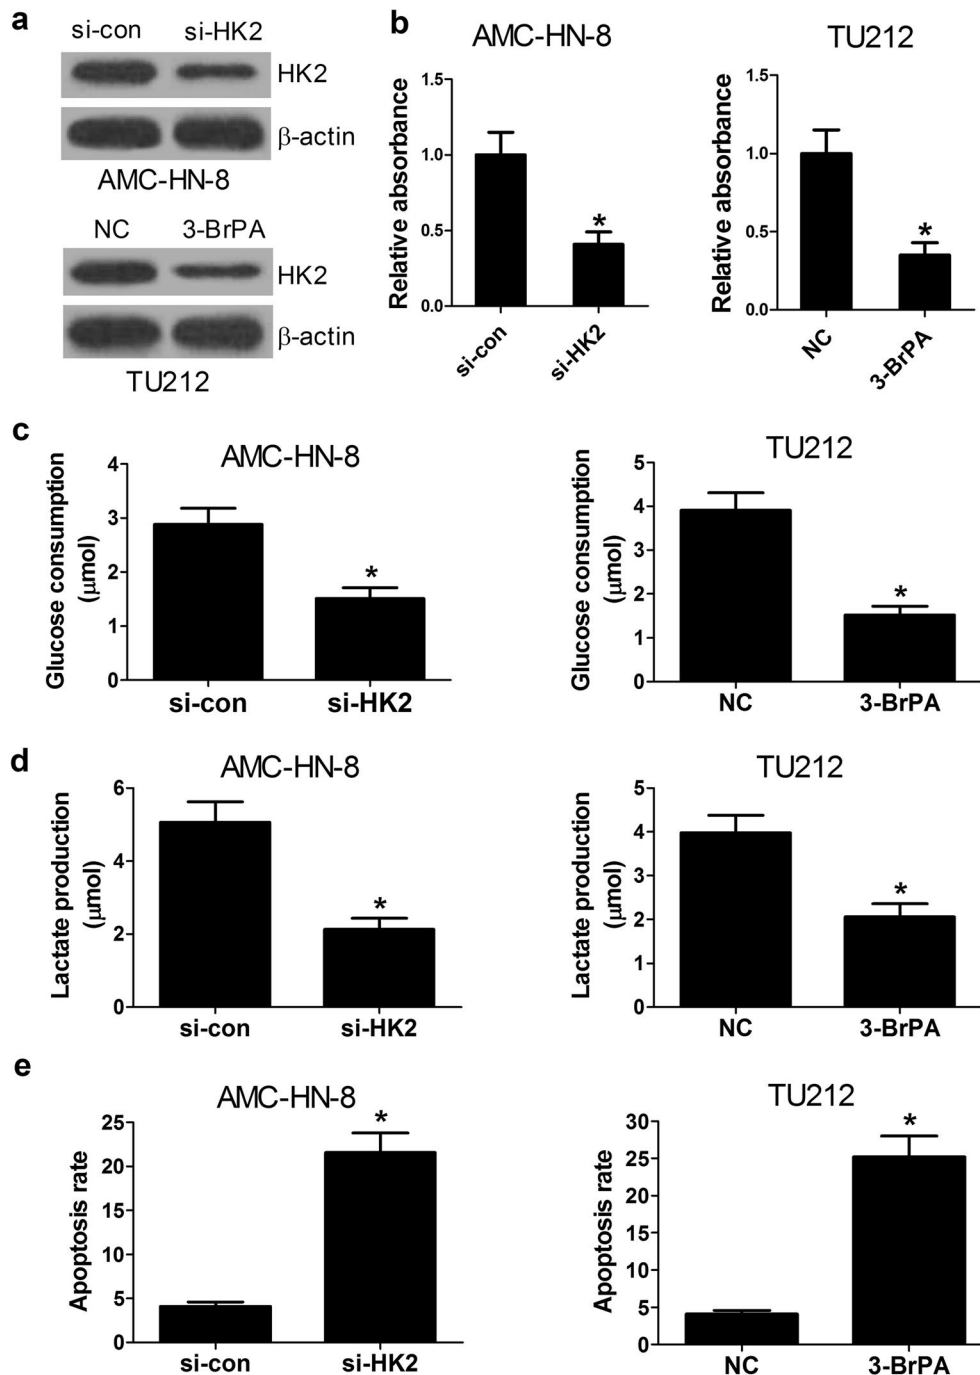 a
si-con si-HK2
HK2
β-actin
AMC-HN-8
NC 3-BrPA
HK2
β-actin
TU212
b
AMC-HN-8
Relative absorbance
1.5
1.0
0.5
0.0
*
si-con si-HK2
TU212
Relative absorbance
1.5
1.0
0.5
0.0
*
NC 3-BrPA
c
AMC-HN-8
Glucose consumption
(μmol)
4
3
2
1
0
*
si-con si-HK2
TU212
Glucose consumption
(μmol)
5
4
3
2
1
0
*
NC 3-BrPA
d
AMC-HN-8
Lactate production
(μmol)
6
4
2
0
*
si-con si-HK2
TU212
Lactate production
(μmol)
5
4
3
2
1
0
*
NC 3-BrPA
e
AMC-HN-8
Apoptosis rate
25
20
15
10
5
0
*
si-con si-HK2
TU212
Apoptosis rate
30
25
20
15
10
5
0
*
NC 3-BrPA